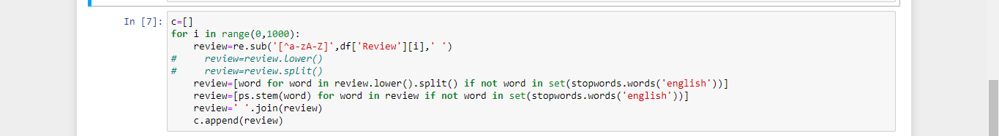 In [7]: c=[]
for i in range(0,1000):
    review=re.sub('[^a-zA-Z]',df['Review'][i],' ')
#     review=review.lower()
#     review=review.split()
    review=[word for word in review.lower().split() if not word in set(stopwords.words('english'))]
    review=[ps.stem(word) for word in review if not word in set(stopwords.words('english'))]
    review=' '.join(review)
    c.append(review)